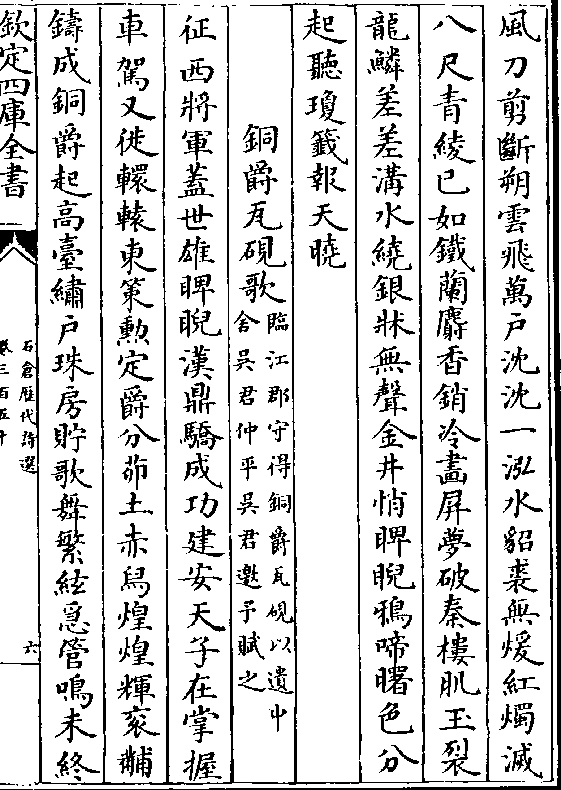 風刀剪斷朔雲飛萬户沈沈一泓水貂裘無煖紅燭滅
八尺青綾已如鐵蘭麝香銷冷畫屏夢破秦樓肌玉裂
龍鱗差差溝水繞銀牀無聲金井悄睥睨鴉啼曙色分
起聽瓊籤報天曉
銅爵瓦硯歌
臨江郡守得銅爵瓦硯以遺中
舍吳君仲平吳君邀予賦之
征西將軍蓋世雄睥睨漢鼎驕成功建安天子在掌握
車駕又徙轘轅東策勲定爵分茆土赤舄煌煌輝衮黼
鑄成銅爵起高臺繡户珠房貯歌舞繁絃急管鳴未終
欽定四庫全書
石倉歷代詩選
卷三百五十
六